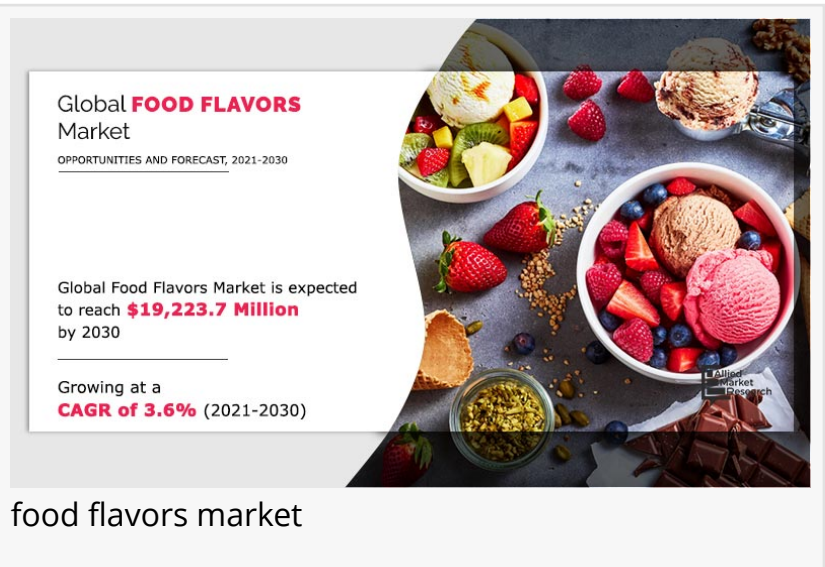 Global FOOD FLAVORS
Market
OPPORTUNITIES AND FORECAST, 2021-2030
Global Food Flavors Market is expected
to reach $19,223.7 Million
by 2030
Growing at a
CAGR of 3.6% (2021-2030)
Allied
Market
Research
food flavors market